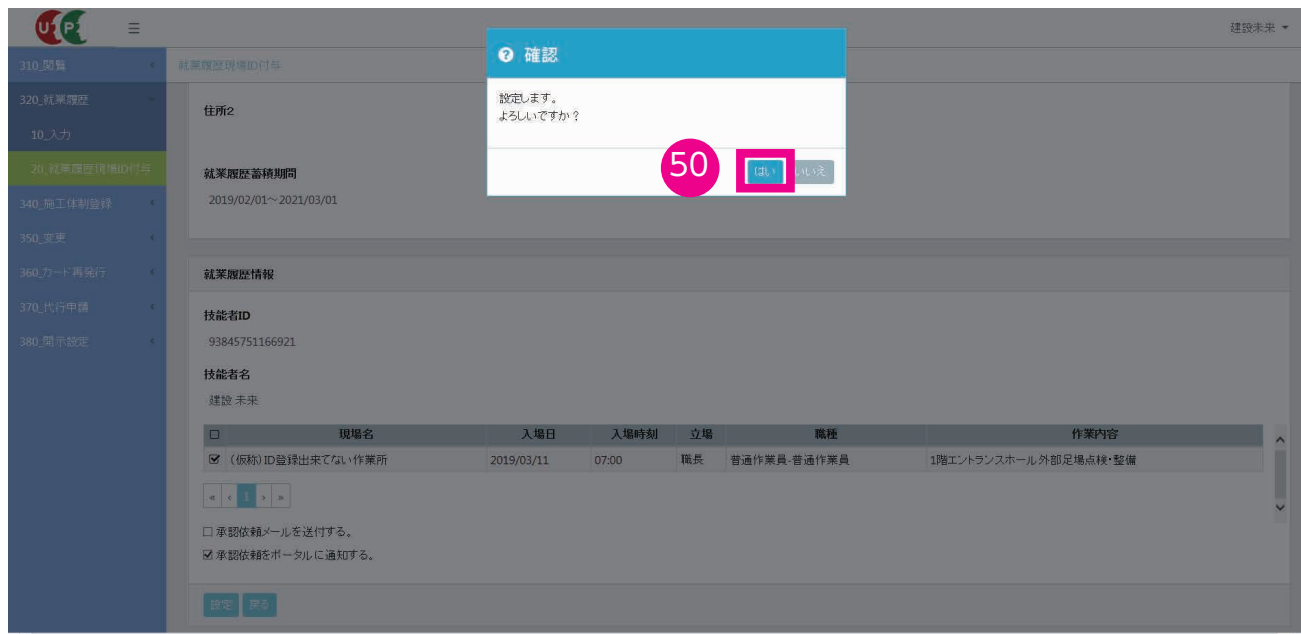 U P
建設未来
310_閲覧
320_就業履歴
10_入力
20_就業履歴現場ID付与
340_施工体制登録
350_変更
360_カード再発行
370_代行申請
380_開示設定
就業履歴現場ID付与
確認
設定します。
よろしいですか?
50
はい いいえ
住所2
就業履歴蓄積期間
2019/02/01~2021/03/01
就業履歴情報
技能者ID
93845751166921
技能者名
建設 未来
現場名 入場日 入場時刻 立場 職種 作業内容
(仮称)ID登録出来てない作業所 2019/03/11 07:00 職長 普通作業員-普通作業員 1階エントランスホール外部足場点検・整備
« ‹ 1 › »
承認依頼メールを送付する。
承認依頼をポータルに通知する。
設定 戻る